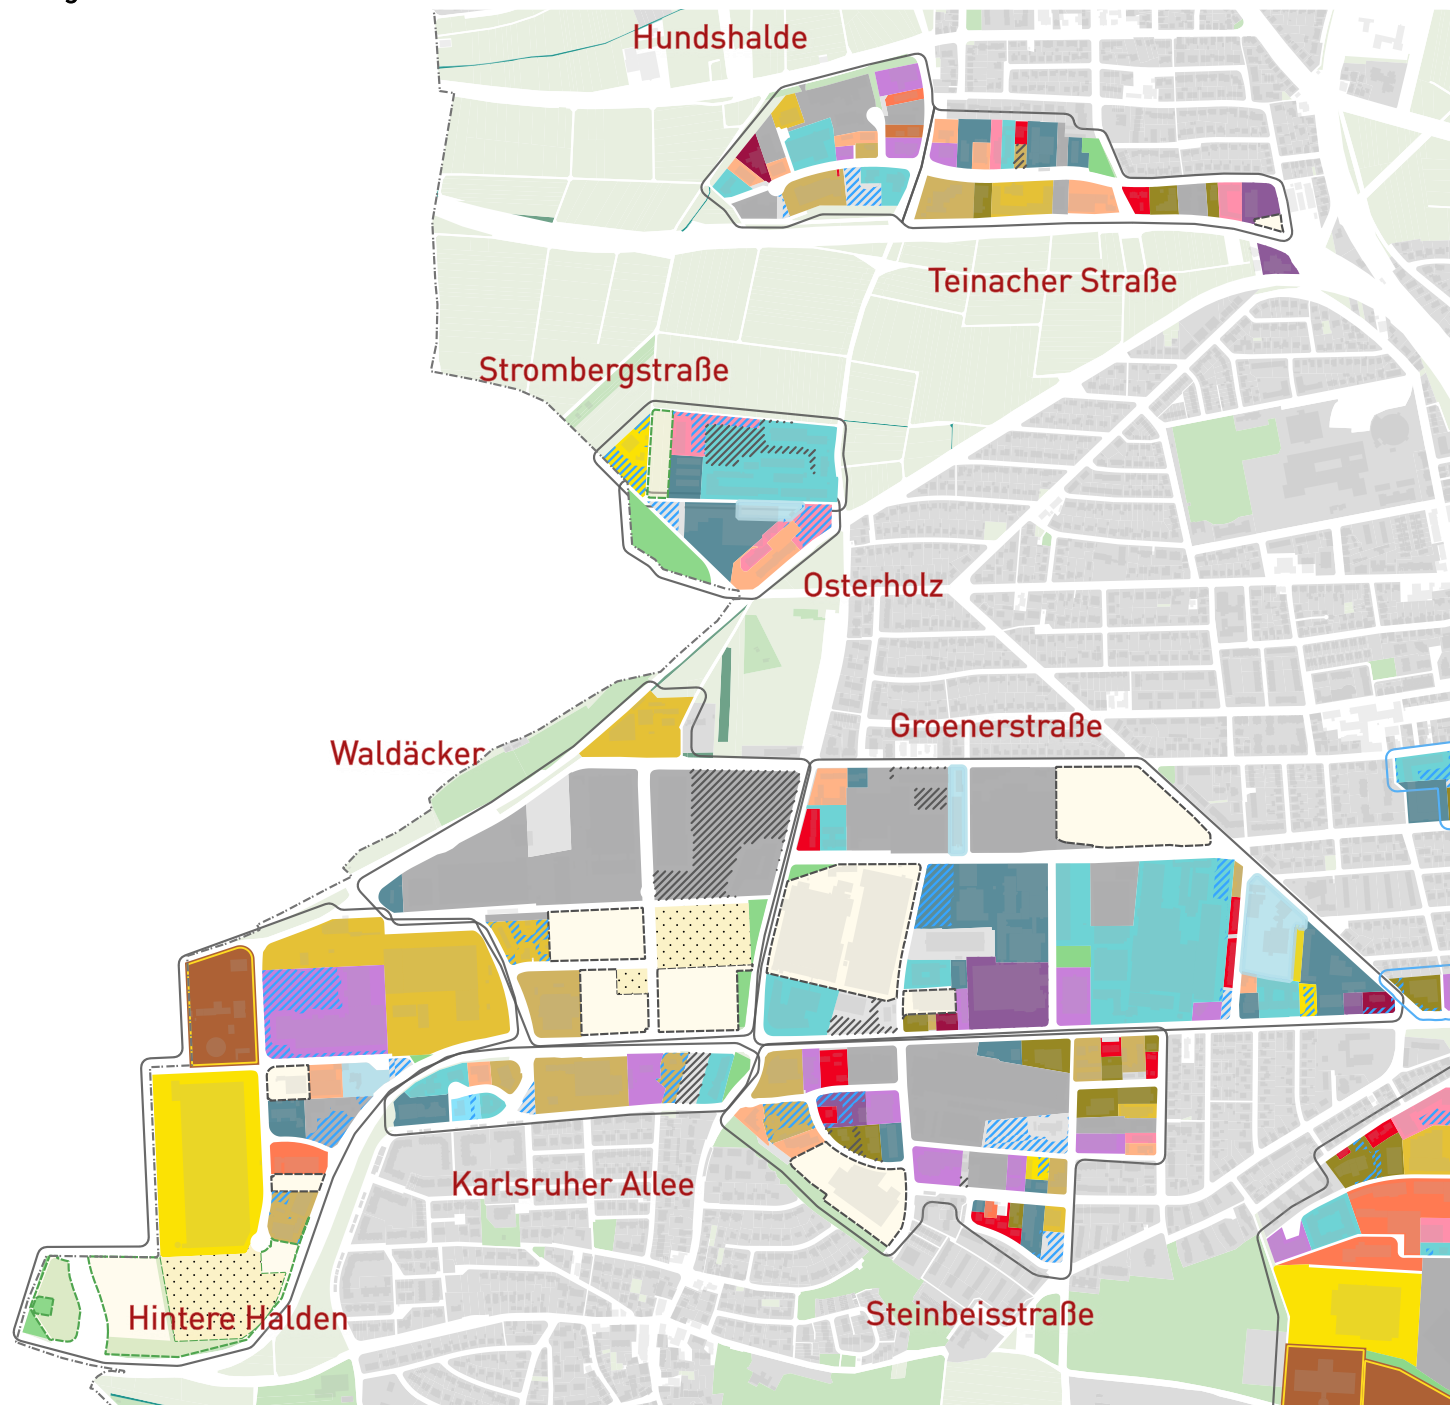 Hundshalde
Teinacher Straße
Strombergstraße
Osterholz
Groenerstraße
Waldäcker
Karlsruher Allee
Steinbeisstraße
Hintere Halden